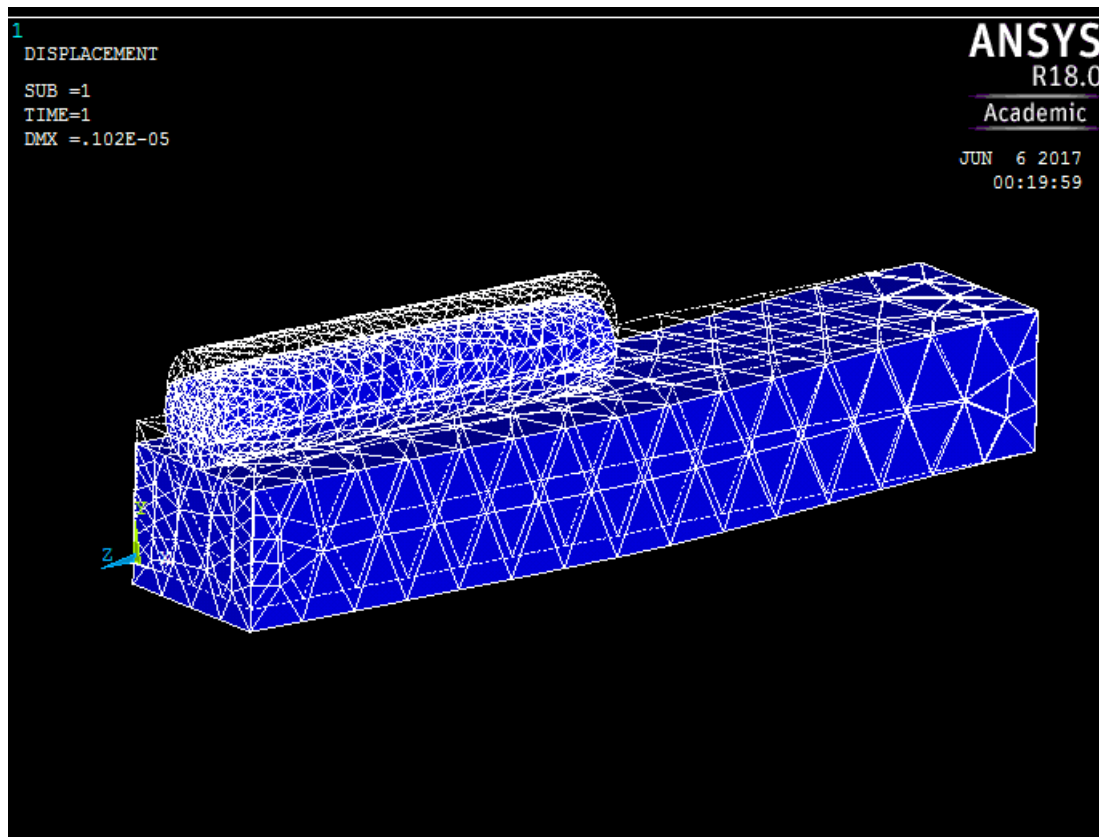 1
DISPLACEMENT
SUB =1
TIME=1
DMX =.102E-05
ANSYS
R18.0
Academic
JUN  6 2017
00:19:59
Y
Z